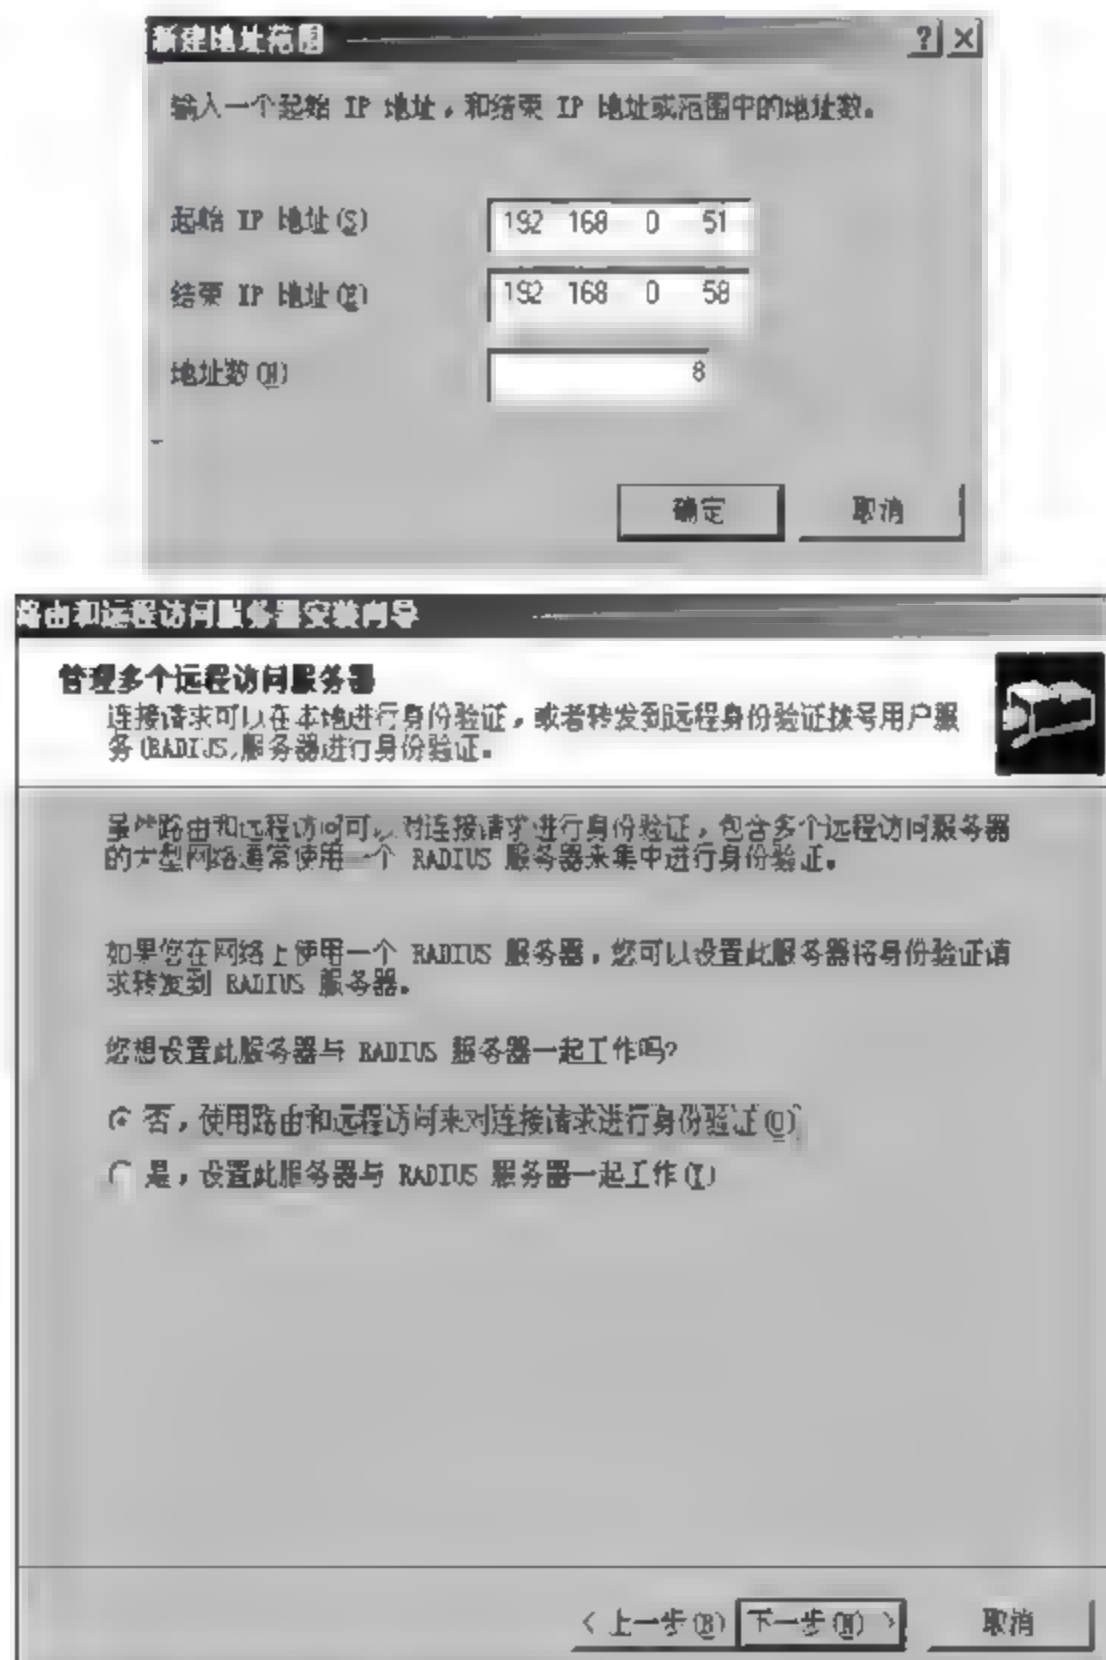 新建地址范围
输入一个起始 IP 地址，和结束 IP 地址或范围中的地址数。
起始 IP 地址(S)
192 168 0 51
结束 IP 地址(E)
192 168 0 58
地址数(N)
8
确定 取消
路由和远程访问服务器安装向导
管理多个远程访问服务器
连接请求可以在本地进行身份验证，或者转发到远程身份验证拨号用户服
务(RADIUS)服务器进行身份验证。
虽然路由和远程访问可以对连接请求进行身份验证，包含多个远程访问服务器
的大型网络通常使用一个 RADIUS 服务器来集中进行身份验证。
如果您在网络上使用一个 RADIUS 服务器，您可以设置此服务器将身份验证请
求转发到 RADIUS 服务器。
您想设置此服务器与 RADIUS 服务器一起工作吗?
否，使用路由和远程访问来对连接请求进行身份验证(O)
是，设置此服务器与 RADIUS 服务器一起工作(Y)
< 上一步(B) 下一步(N) > 取消